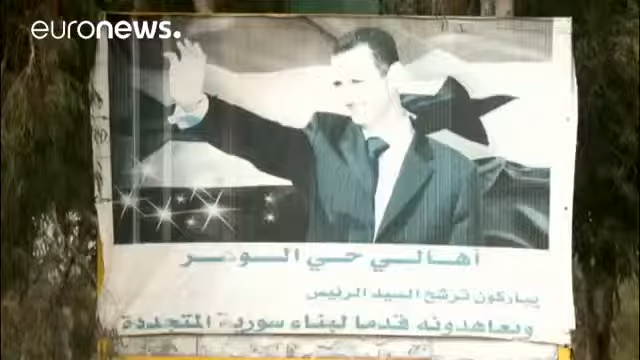 euronews.
أهالي حي الوعر
يباركون ترشح السيد الرئيس
ويعاهدونه قدما لبناء سورية المتجددة